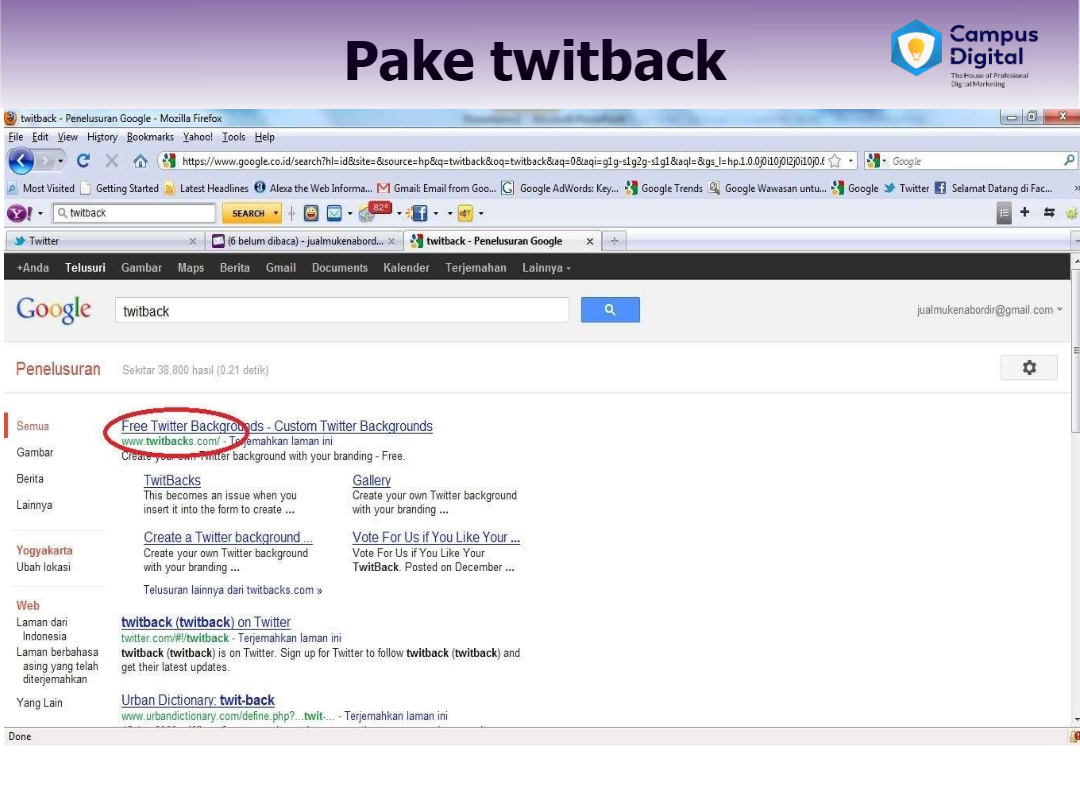 Pake twitback
Campus
Digital
The House of Profesional
Digital Marketing
twitback - Penelusuran Google - Mozilla Firefox
File Edit View History Bookmarks Yahoo! Tools Help
https://www.google.co.id/search?hl=id&site=&source=hp&q=twitback&oq=twitback&aq=0&aqi=g1g-s1g2g-s1g1&aql=&gs_l=hp.1.0.0j0i10j0l2j0i10j0.6 Google
Most Visited Getting Started Latest Headlines Alexa the Web Informa... Gmail: Email from Goo... Google AdWords: Key... Google Trends Google Wawasan untu... Google Twitter Selamat Datang di Fac... »
Y! twitback SEARCH 82° eBY
Twitter (6 belum dibaca) - jualmukenabord... twitback - Penelusuran Google
+Anda Telusuri Gambar Maps Berita Gmail Documents Kalender Terjemahan Lainnya
Google twitback jualmukenabordir@gmail.com
Penelusuran Sekitar 38,800 hasil (0.21 detik)
Semua
Gambar
Berita
Lainnya
Yogyakarta
Ubah lokasi
Web
Laman dari
Indonesia
Laman berbahasa
asing yang telah
diterjemahkan
Yang Lain
Free Twitter Backgrounds - Custom Twitter Backgrounds
www.twitbacks.com/ - Terjemahkan laman ini
Create your own Twitter background with your branding - Free.
TwitBacks
This becomes an issue when you
insert it into the form to create ...
Gallery
Create your own Twitter background
with your branding ...
Create a Twitter background ...
Create your own Twitter background
with your branding ...
Vote For Us if You Like Your ...
Vote For Us if You Like Your
TwitBack. Posted on December ...
Telusuran lainnya dari twitbacks.com »
twitback (twitback) on Twitter
twitter.com/#!/twitback - Terjemahkan laman ini
twitback (twitback) is on Twitter. Sign up for Twitter to follow twitback (twitback) and
get their latest updates.
Urban Dictionary: twit-back
www.urbandictionary.com/define.php?...twit-... - Terjemahkan laman ini
Done